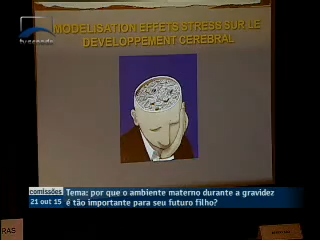 MODELISATION EFFETS STRESS SUR LE
DEVELOPPEMENT CEREBRAL
comissões
21 out 15
Tema: por que o ambiente materno durante a gravidez
é tão importante para seu futuro filho?
RAS